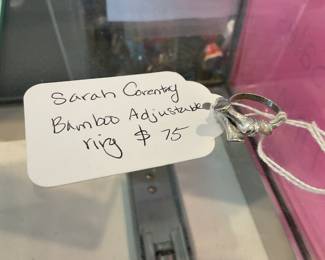 Sarah Coventry
Bamboo Adjustable
ring $ 75